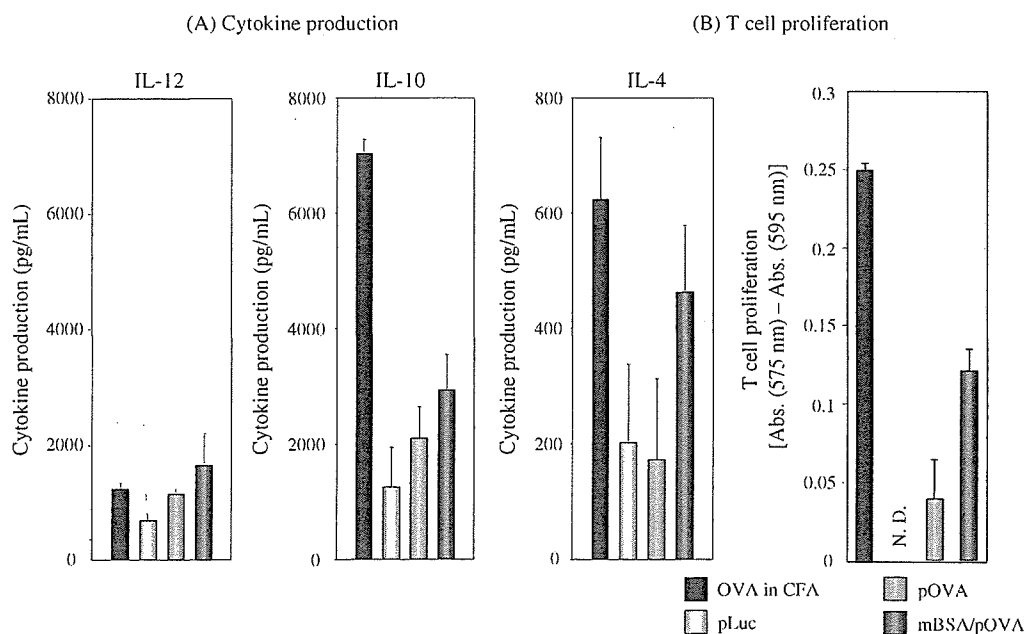 (A) Cytokine production
(B) T cell proliferation
IL-12
Cytokine production (pg/mL)
8000
6000
4000
2000
0
IL-10
Cytokine production (pg/mL)
8000
6000
4000
2000
0
IL-4
Cytokine production (pg/mL)
800
600
400
200
0
T cell proliferation
[Abs. (575 nm) – Abs. (595 nm)]
0.3
0.25
0.2
0.15
0.1
0.05
0
N. D.
OVA in CFA
pOVA
pLuc
mBSA/pOVA